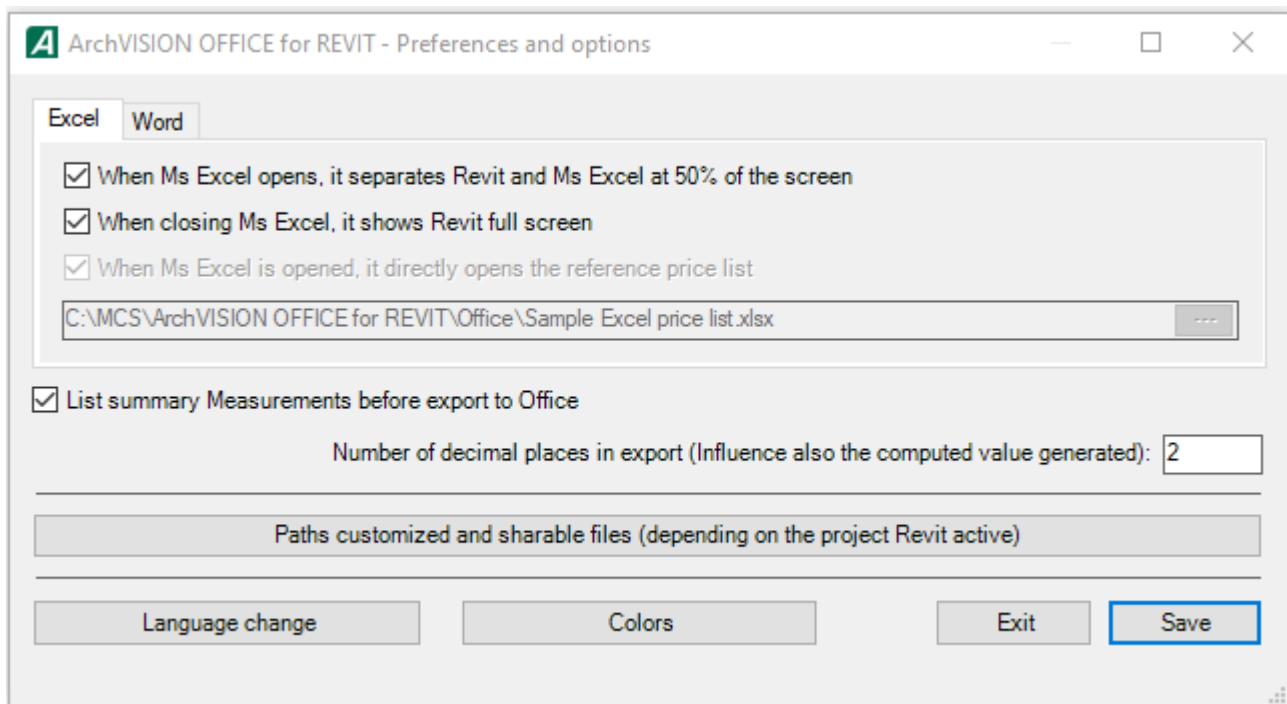 ArchVISION OFFICE for REVIT - Preferences and options
Excel
Word
When Ms Excel opens, it separates Revit and Ms Excel at 50% of the screen
When closing Ms Excel, it shows Revit full screen
When Ms Excel is opened, it directly opens the reference price list
C:\MCS\ArchVISION OFFICE for REVIT\Office\Sample Excel price list.xlsx
---
List summary Measurements before export to Office
Number of decimal places in export (Influence also the computed value generated): 2
Paths customized and sharable files (depending on the project Revit active)
Language change
Colors
Exit
Save